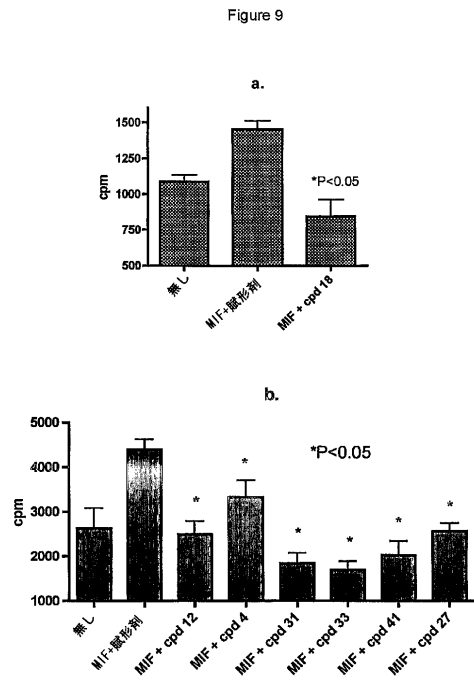 Figure 9
a.
1500
1250
1000
750
500
cpm
*P<0.05
無し
MIF+賦形剤
MIF + cpd 18
b.
5000
4000
3000
2000
1000
cpm
*P<0.05
*
*
*
*
*
*
無し
MIF+賦形剤
MIF + cpd 12
MIF + cpd 4
MIF + cpd 31
MIF + cpd 33
MIF + cpd 41
MIF + cpd 27